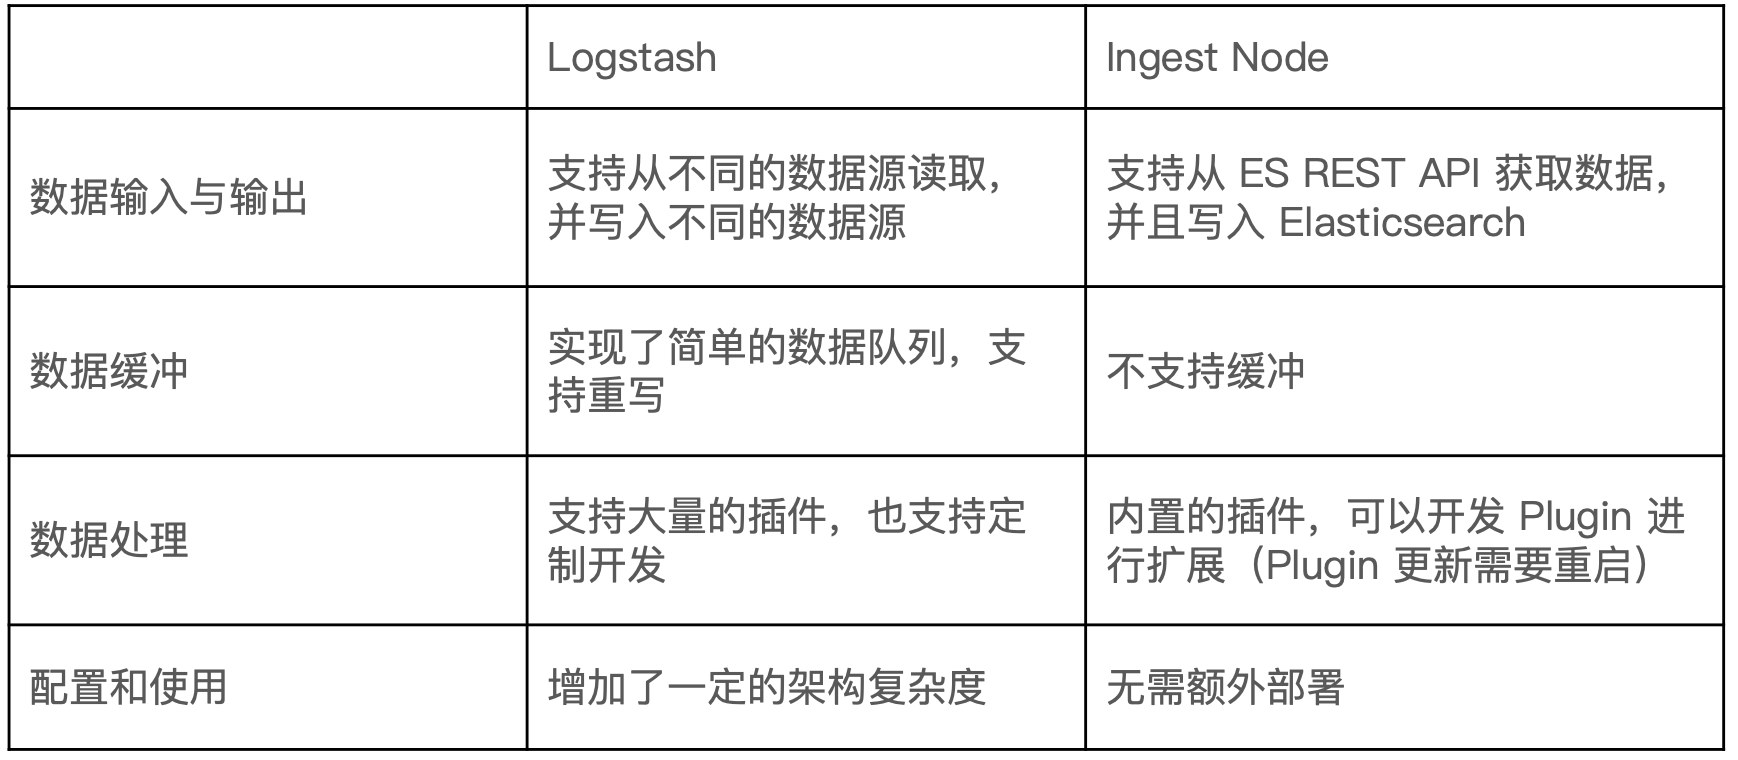 Logstash
Ingest Node
数据输入与输出
支持从不同的数据源读取，
并写入不同的数据源
支持从 ES REST API 获取数据，
并且写入 Elasticsearch
数据缓冲
实现了简单的数据队列，支
持重写
不支持缓冲
数据处理
支持大量的插件，也支持定
制开发
内置的插件，可以开发 Plugin 进
行扩展（Plugin 更新需要重启）
配置和使用
增加了一定的架构复杂度
无需额外部署